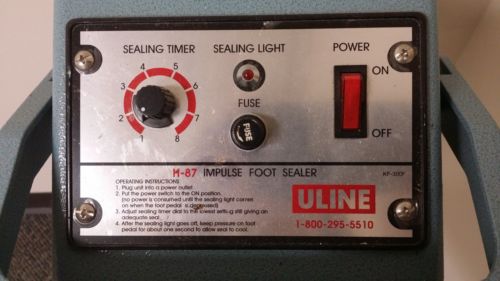 SEALING TIMER
SEALING LIGHT
POWER
4 5
3 6
2 7
1 8
ON
FUSE
FUSE
OFF
H-87 IMPULSE FOOT SEALER
KF-300F
OPERATING INSTRUCTIONS:
1. Plug unit into a power outlet.
2. Put the power switch to the ON position.
(no power is consumed until the sealing light comes
on when the foot pedal is depressed)
3. Adjust sealing timer dial to the lowest setting still giving an
adequate seal.
4. After the sealing light goes off, keep pressure on foot
pedal for about one second to allow seal to cool.
ULINE
1-800-295-5510